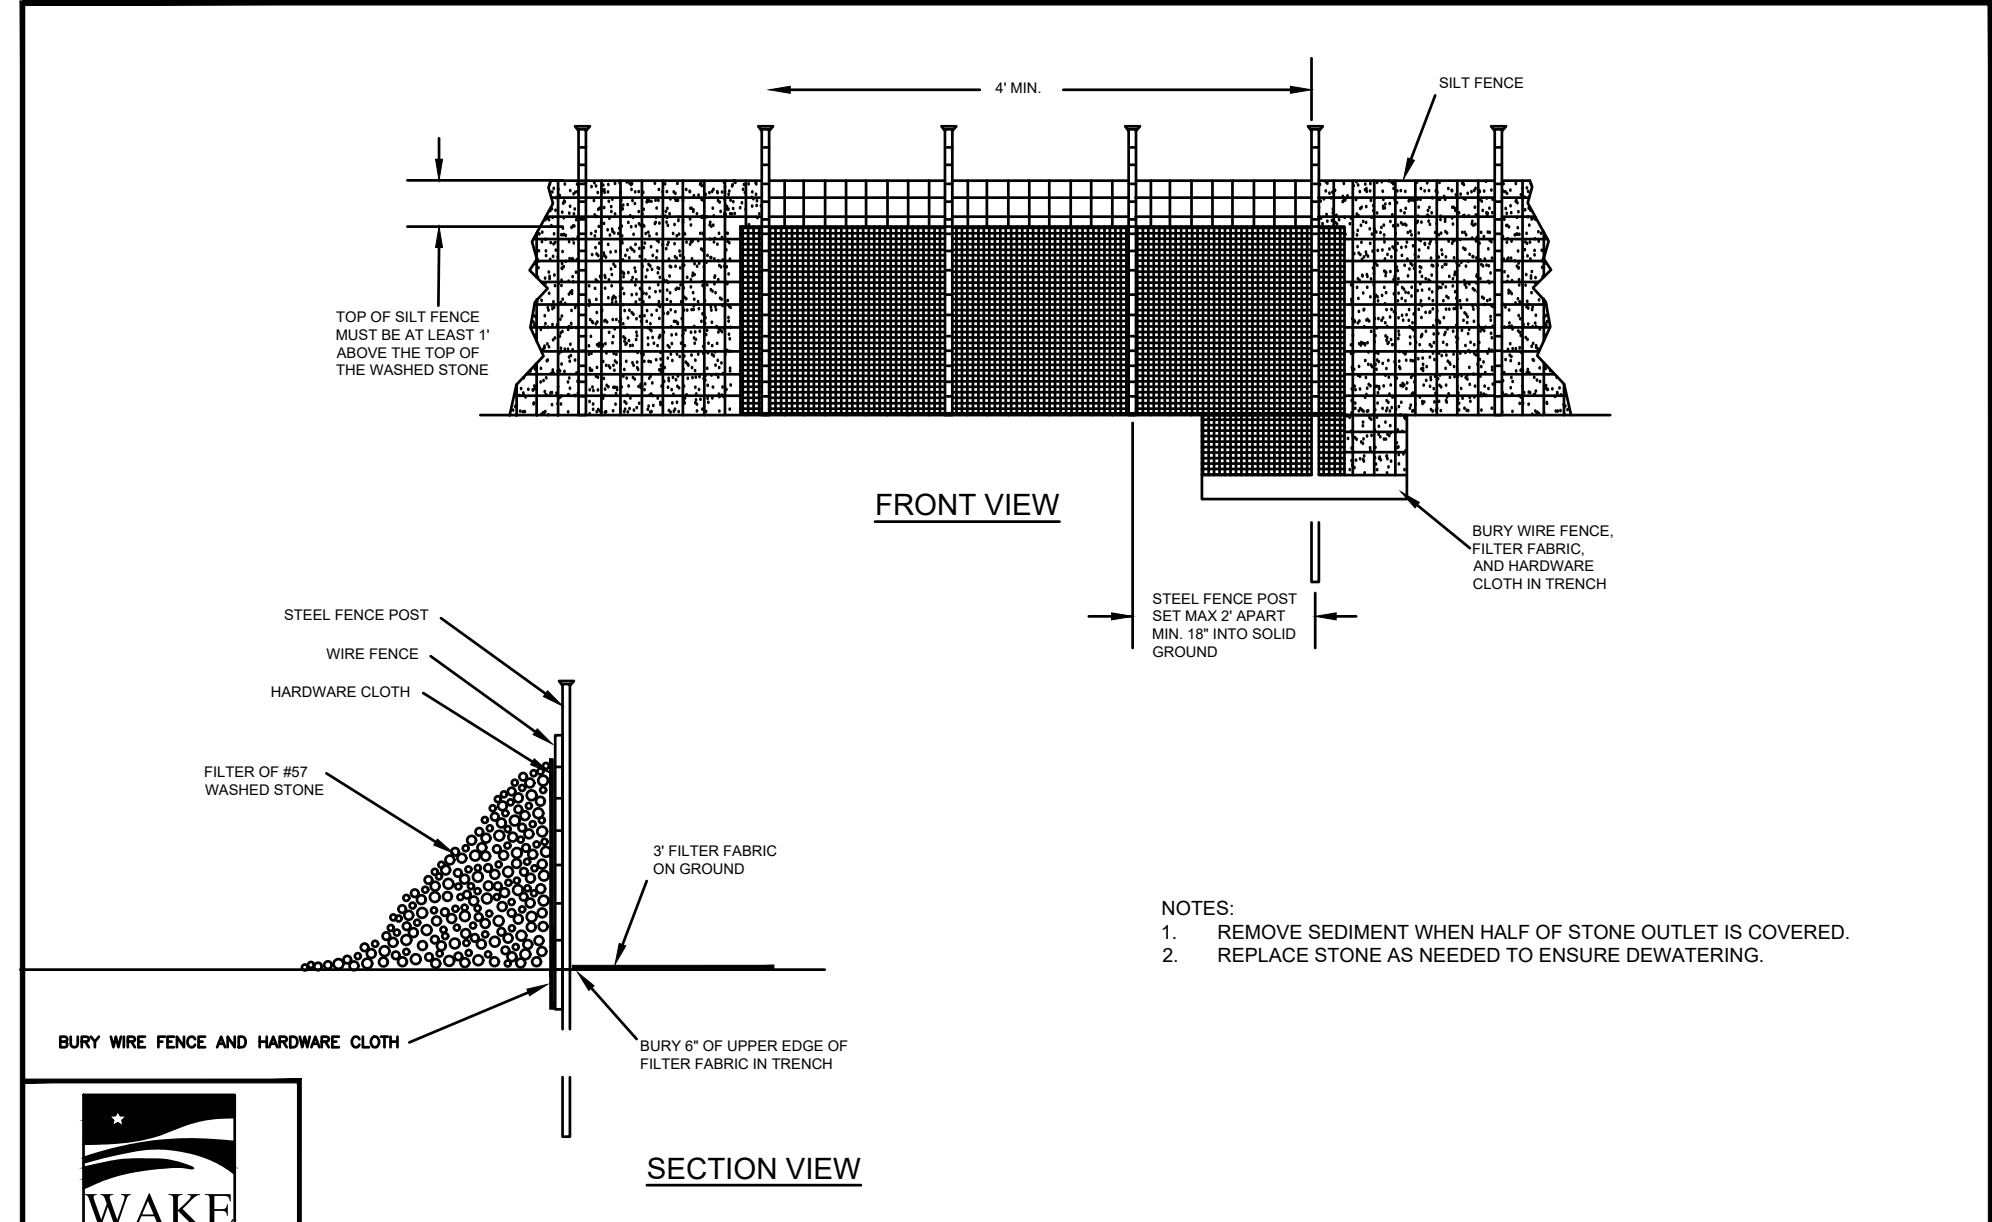 4' MIN.
SILT FENCE
TOP OF SILT FENCE
MUST BE AT LEAST 1'
ABOVE THE TOP OF
THE WASHED STONE
FRONT VIEW
BURY WIRE FENCE,
FILTER FABRIC,
AND HARDWARE
CLOTH IN TRENCH
STEEL FENCE POST
SET MAX 2' APART
MIN. 18" INTO SOLID
GROUND
STEEL FENCE POST
WIRE FENCE
HARDWARE CLOTH
FILTER OF #57
WASHED STONE
3' FILTER FABRIC
ON GROUND
BURY WIRE FENCE AND HARDWARE CLOTH
BURY 6" OF UPPER EDGE OF
FILTER FABRIC IN TRENCH
SECTION VIEW
NOTES:
1. REMOVE SEDIMENT WHEN HALF OF STONE OUTLET IS COVERED.
2. REPLACE STONE AS NEEDED TO ENSURE DEWATERING.
WAKE